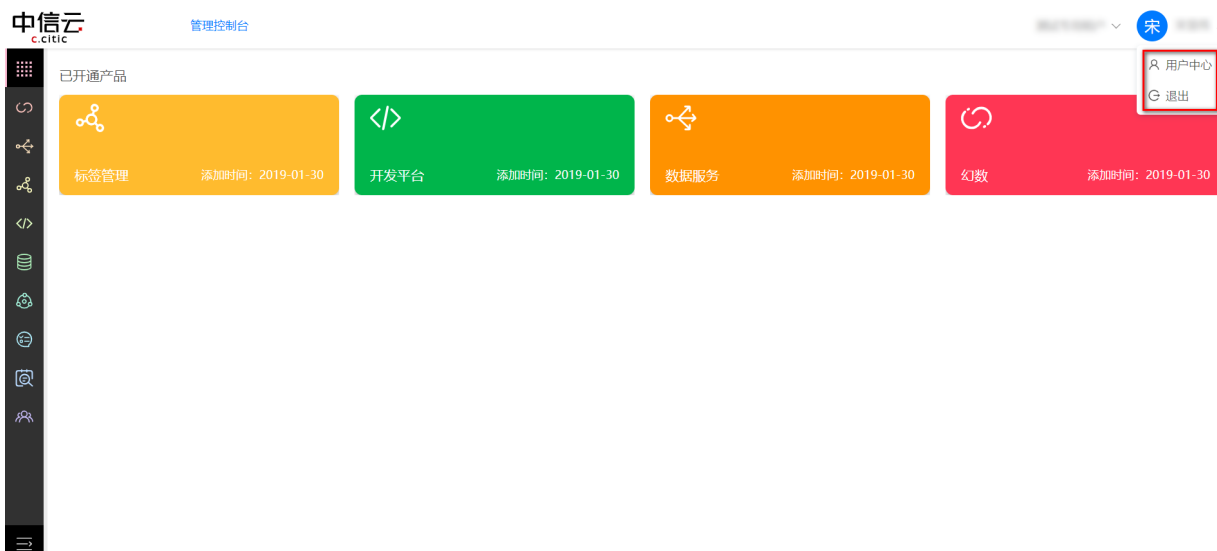 中信云
c.citic
管理控制台
宋
用户中心
退出
已开通产品
标签管理
添加时间：2019-01-30
开发平台
添加时间：2019-01-30
数据服务
添加时间：2019-01-30
幻数
添加时间：2019-01-30